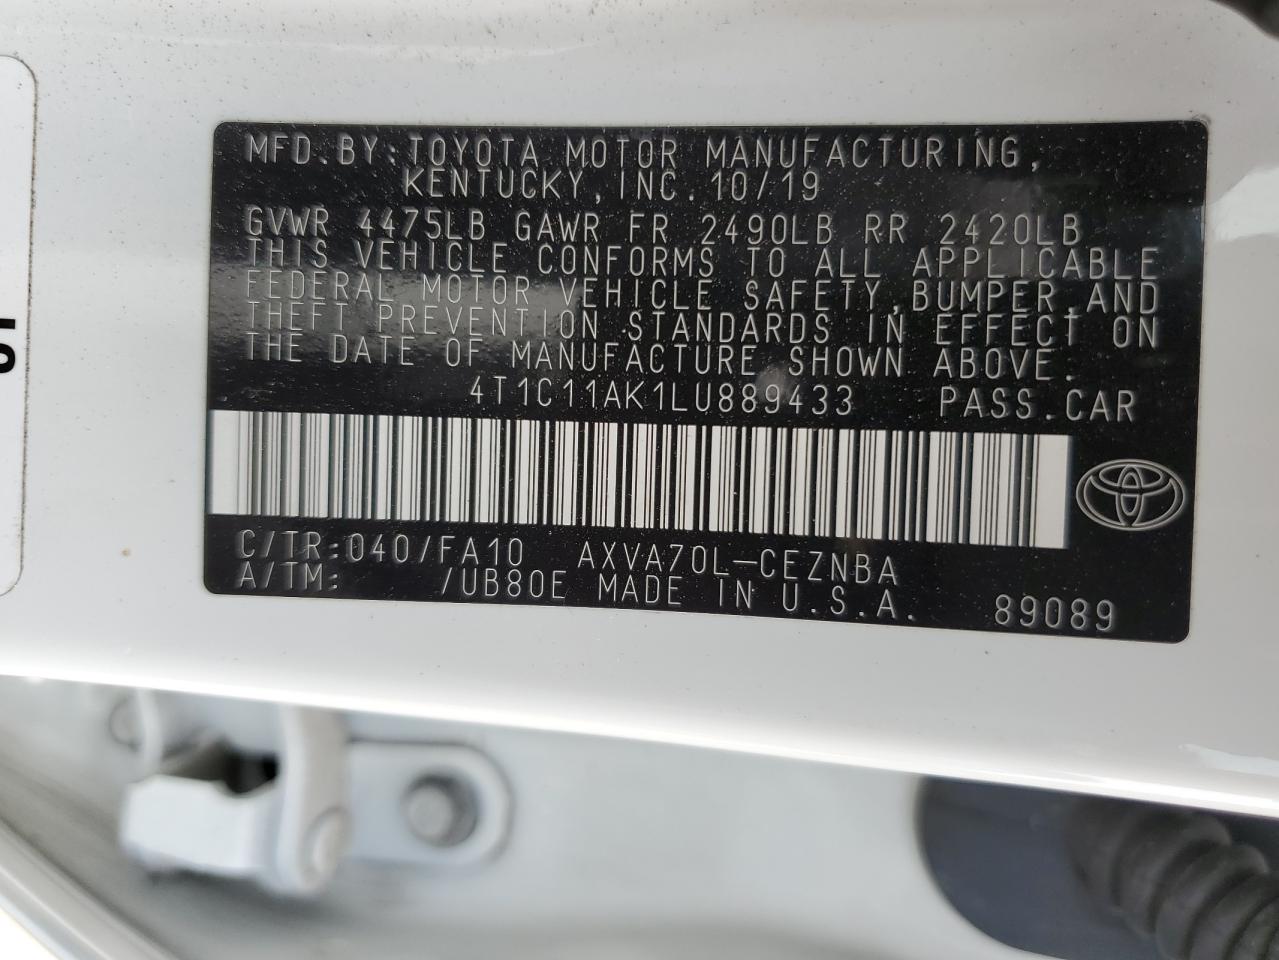 MFD.BY:TOYOTA MOTOR MANUFACTURING,
KENTUCKY,INC.10/19
GVWR 4475LB GAWR FR 2490LB RR 2420LB
THIS VEHICLE CONFORMS TO ALL APPLICABLE
FEDERAL MOTOR VEHICLE SAFETY,BUMPER,AND
THEFT PREVENTION STANDARDS IN EFFECT ON
THE DATE OF MANUFACTURE SHOWN ABOVE.
4T1C11AK1LU889433 PASS.CAR
C/TR:040/FA10 AXVA70L-CEZNBA
A/TM: /UB80E MADE IN U.S.A. 89089